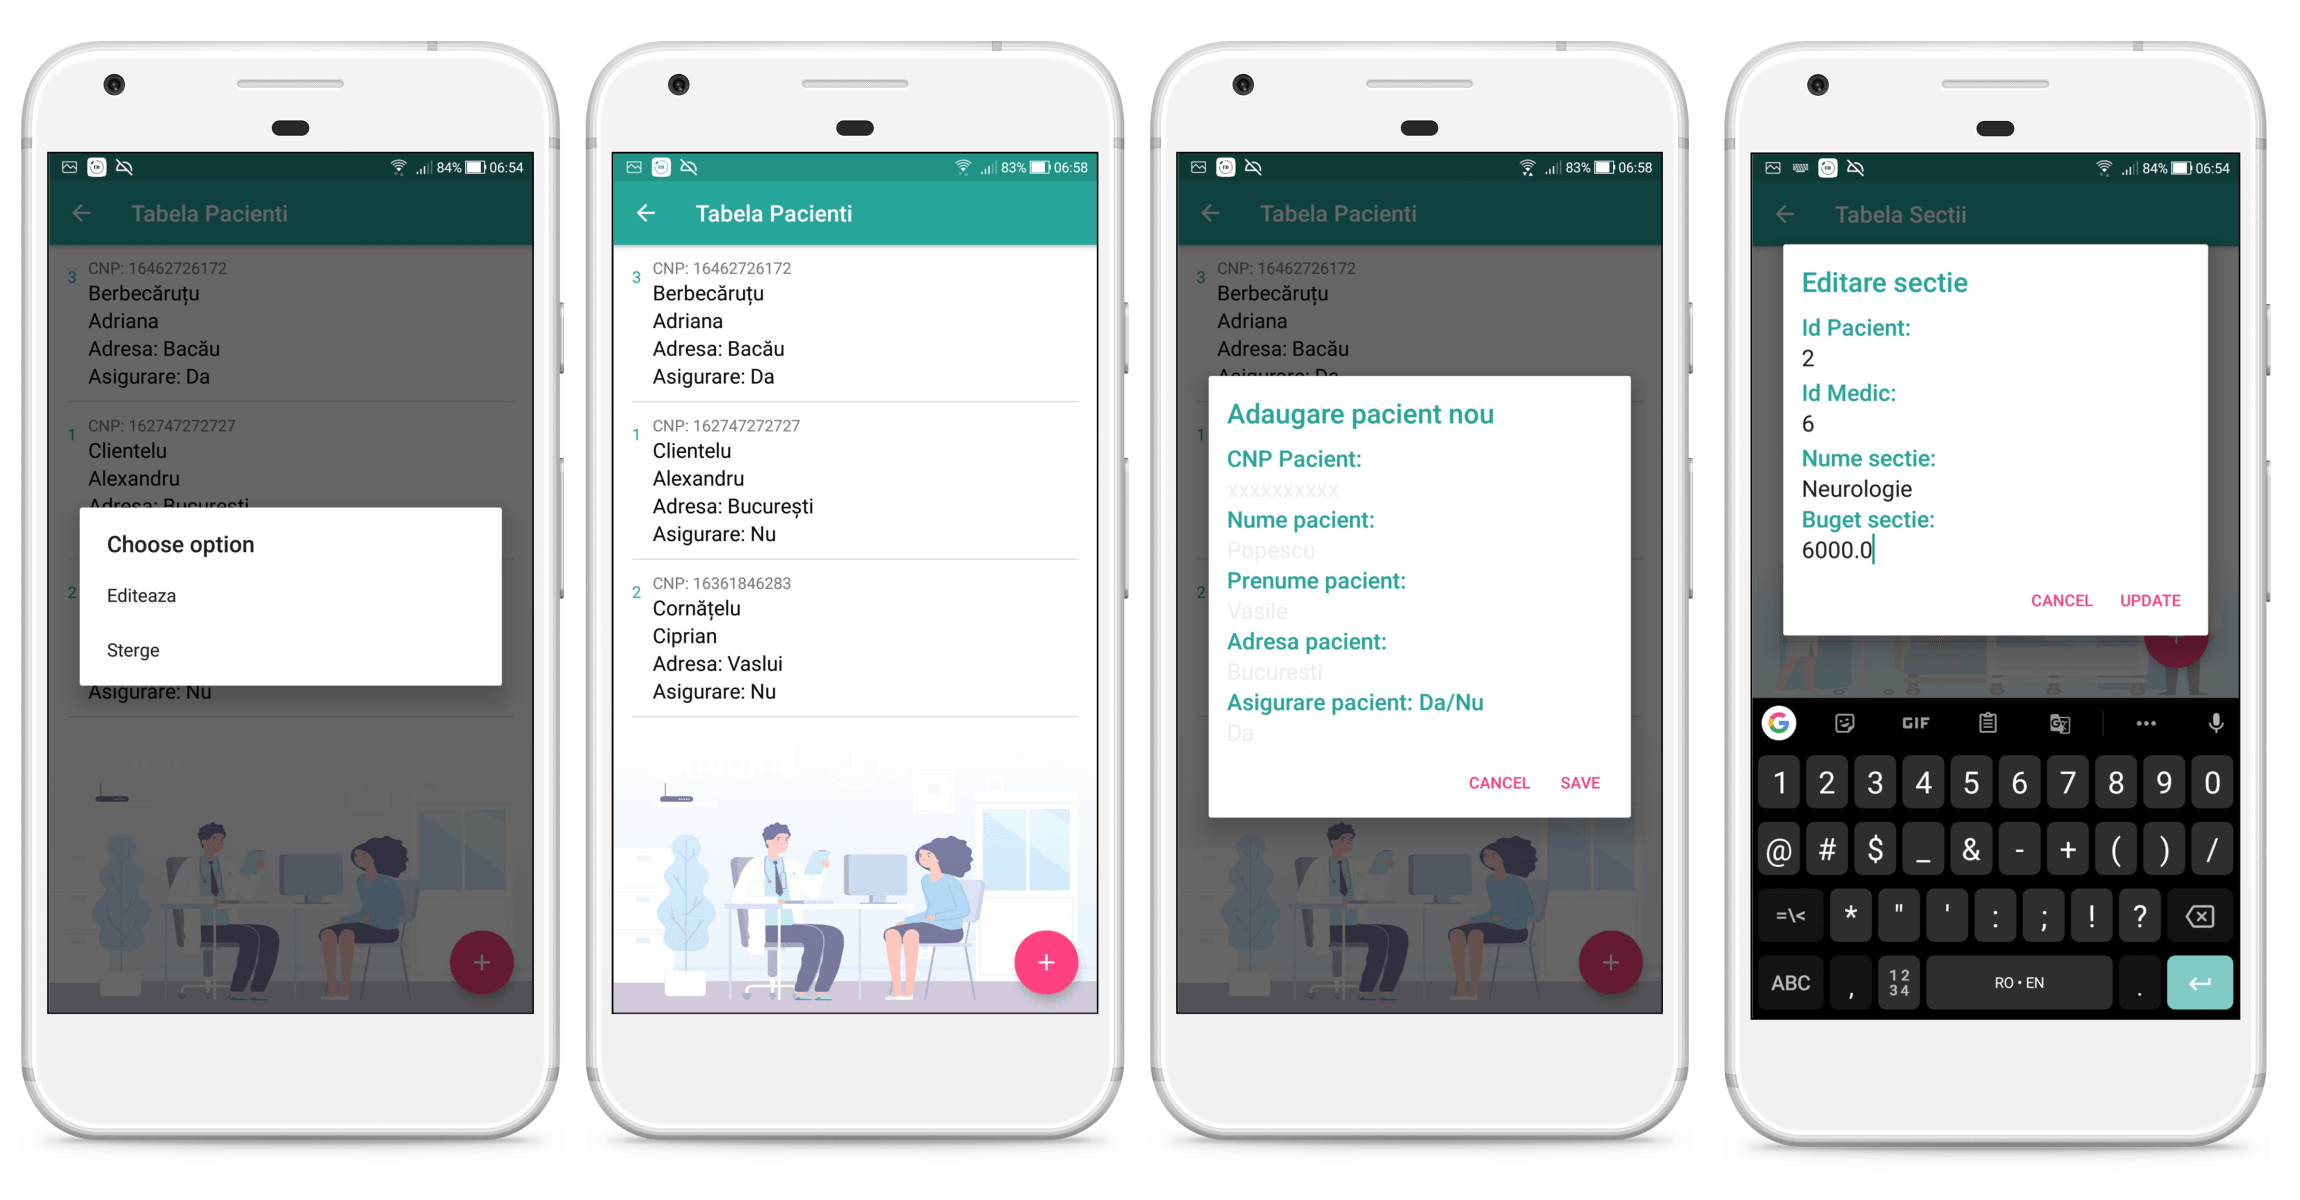 84% 06:54
Tabela Pacienti
3 CNP: 16462726172
Berbecăruțu
Adriana
Adresa: Bacău
Asigurare: Da
1 CNP: 162747272727
Clientelu
Alexandru
Adresa: București
Choose option
2
Editeaza
Sterge
Asigurare: Nu
+
83% 06:58
Tabela Pacienti
3 CNP: 16462726172
Berbecăruțu
Adriana
Adresa: Bacău
Asigurare: Da
1 CNP: 162747272727
Clientelu
Alexandru
Adresa: București
Asigurare: Nu
2 CNP: 16361846283
Cornățelu
Ciprian
Adresa: Vaslui
Asigurare: Nu
+
83% 06:58
Tabela Pacienti
3 CNP: 16462726172
Berbecăruțu
Adriana
Adresa: Bacău
Asigurare: Da
1
2
Adaugare pacient nou
CNP Pacient:
xxxxxxxxxx
Nume pacient:
Popescu
Prenume pacient:
Vasile
Adresa pacient:
Bucuresti
Asigurare pacient: Da/Nu
Da
CANCEL SAVE
+
84% 06:54
Tabela Sectii
Editare sectie
Id Pacient:
2
Id Medic:
6
Nume sectie:
Neurologie
Buget sectie:
6000.0
CANCEL UPDATE
G GIF
1 2 3 4 5 6 7 8 9 0
@ # $ _ & - + ( ) /
=\< * " ' : ; ! ?
ABC , 12 34 RO • EN .